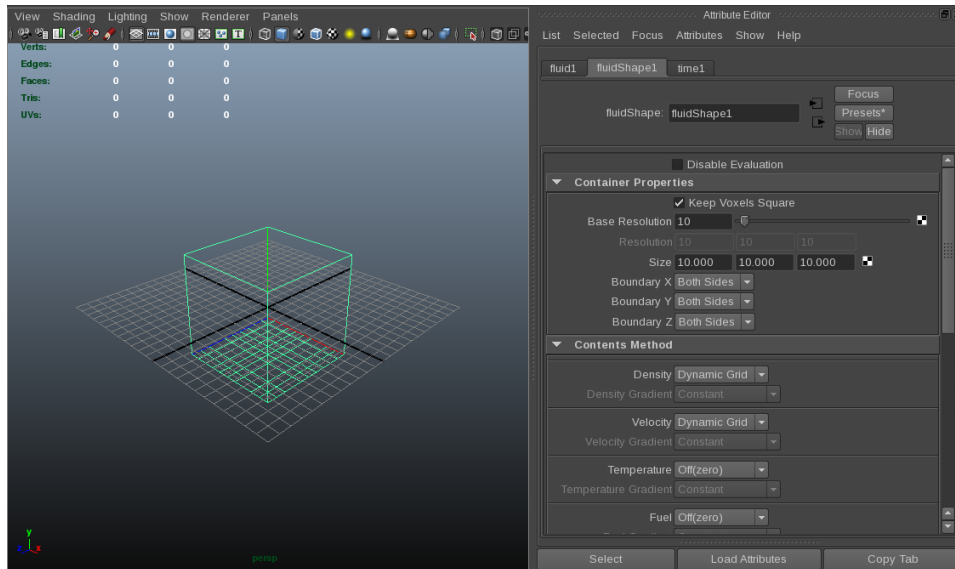 View Shading Lighting Show Renderer Panels
Verts: 0 0 0
Edges: 0 0 0
Faces: 0 0 0
Tris: 0 0 0
UVs: 0 0 0
y
z x
persp
Attribute Editor
List Selected Focus Attributes Show Help
fluid1 fluidShape1 time1
fluidShape: fluidShape1
Focus
Presets*
Show Hide
Disable Evaluation
Container Properties
Keep Voxels Square
Base Resolution 10
Resolution 10 10 10
Size 10.000 10.000 10.000
Boundary X Both Sides
Boundary Y Both Sides
Boundary Z Both Sides
Contents Method
Density Dynamic Grid
Density Gradient Constant
Velocity Dynamic Grid
Velocity Gradient Constant
Temperature Off(zero)
Temperature Gradient Constant
Fuel Off(zero)
Select Load Attributes Copy Tab